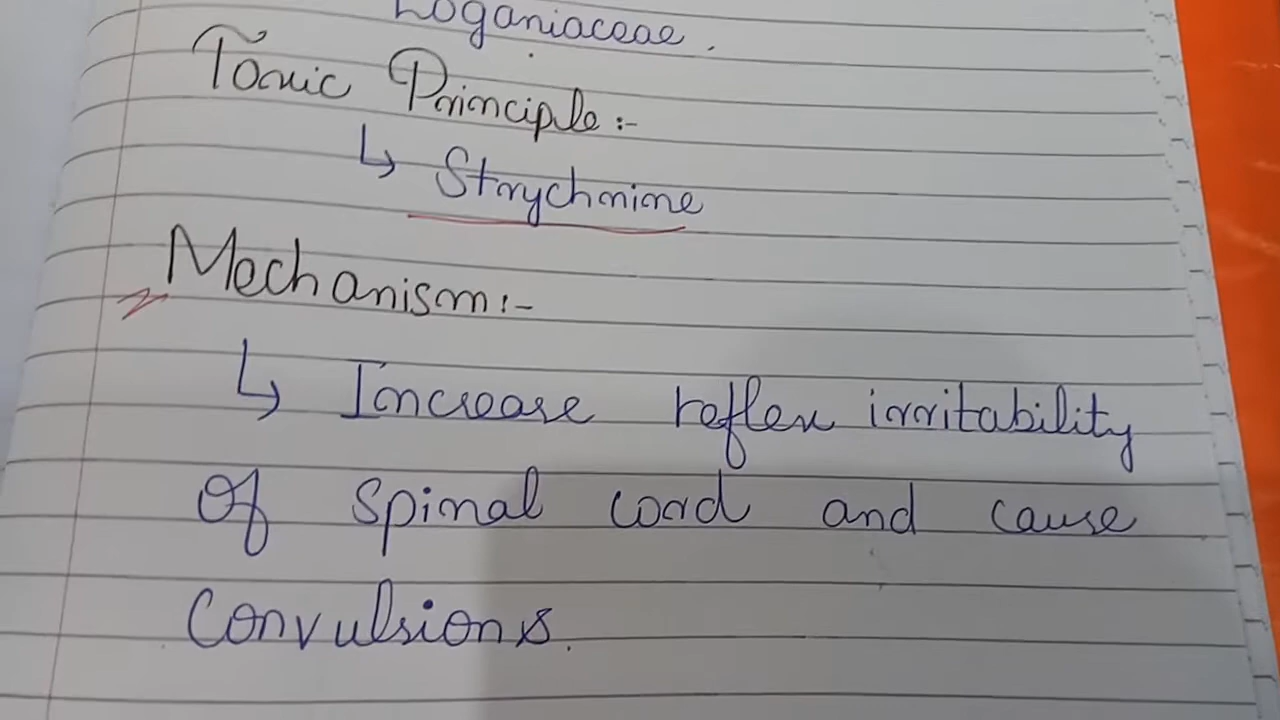 Loganiaceae.
Toxic Principle:-
↳ Strychnine
Mechanism:-
↳ Increase reflex irritability
Of spinal cord and cause
Convulsions.